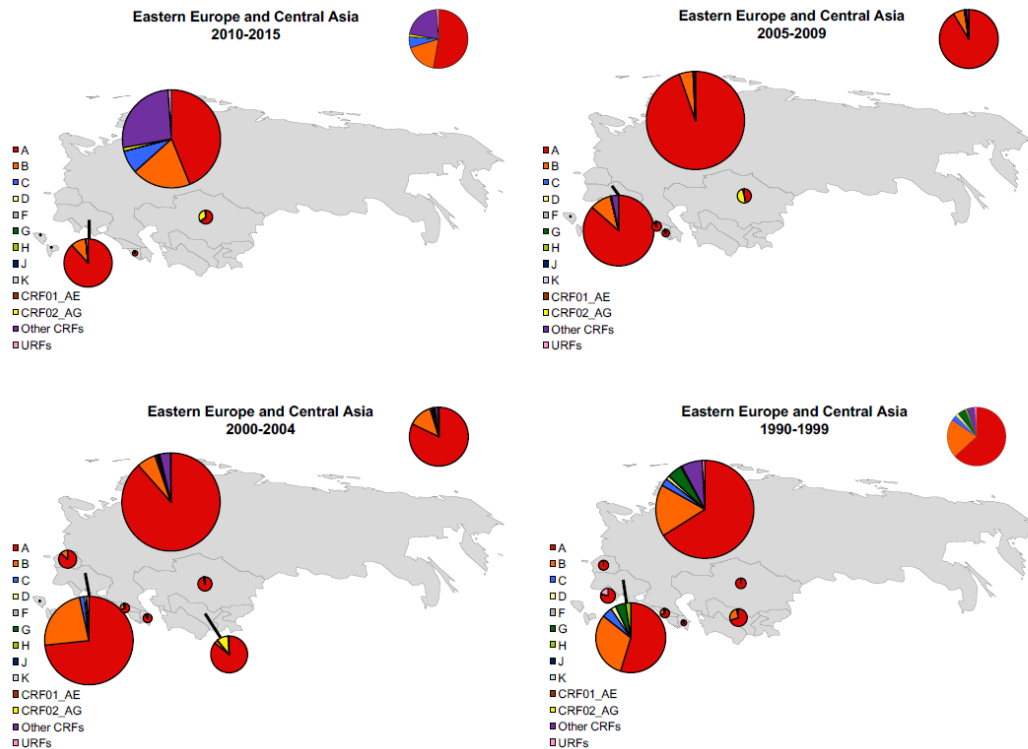 Eastern Europe and Central Asia
2010-2015
A
B
C
D
F
G
H
J
K
CRF01_AE
CRF02_AG
Other CRFs
URFs
Eastern Europe and Central Asia
2005-2009
A
B
C
D
F
G
H
J
K
CRF01_AE
CRF02_AG
Other CRFs
URFs
Eastern Europe and Central Asia
2000-2004
A
B
C
D
F
G
H
J
K
CRF01_AE
CRF02_AG
Other CRFs
URFs
Eastern Europe and Central Asia
1990-1999
A
B
C
D
F
G
H
J
K
CRF01_AE
CRF02_AG
Other CRFs
URFs